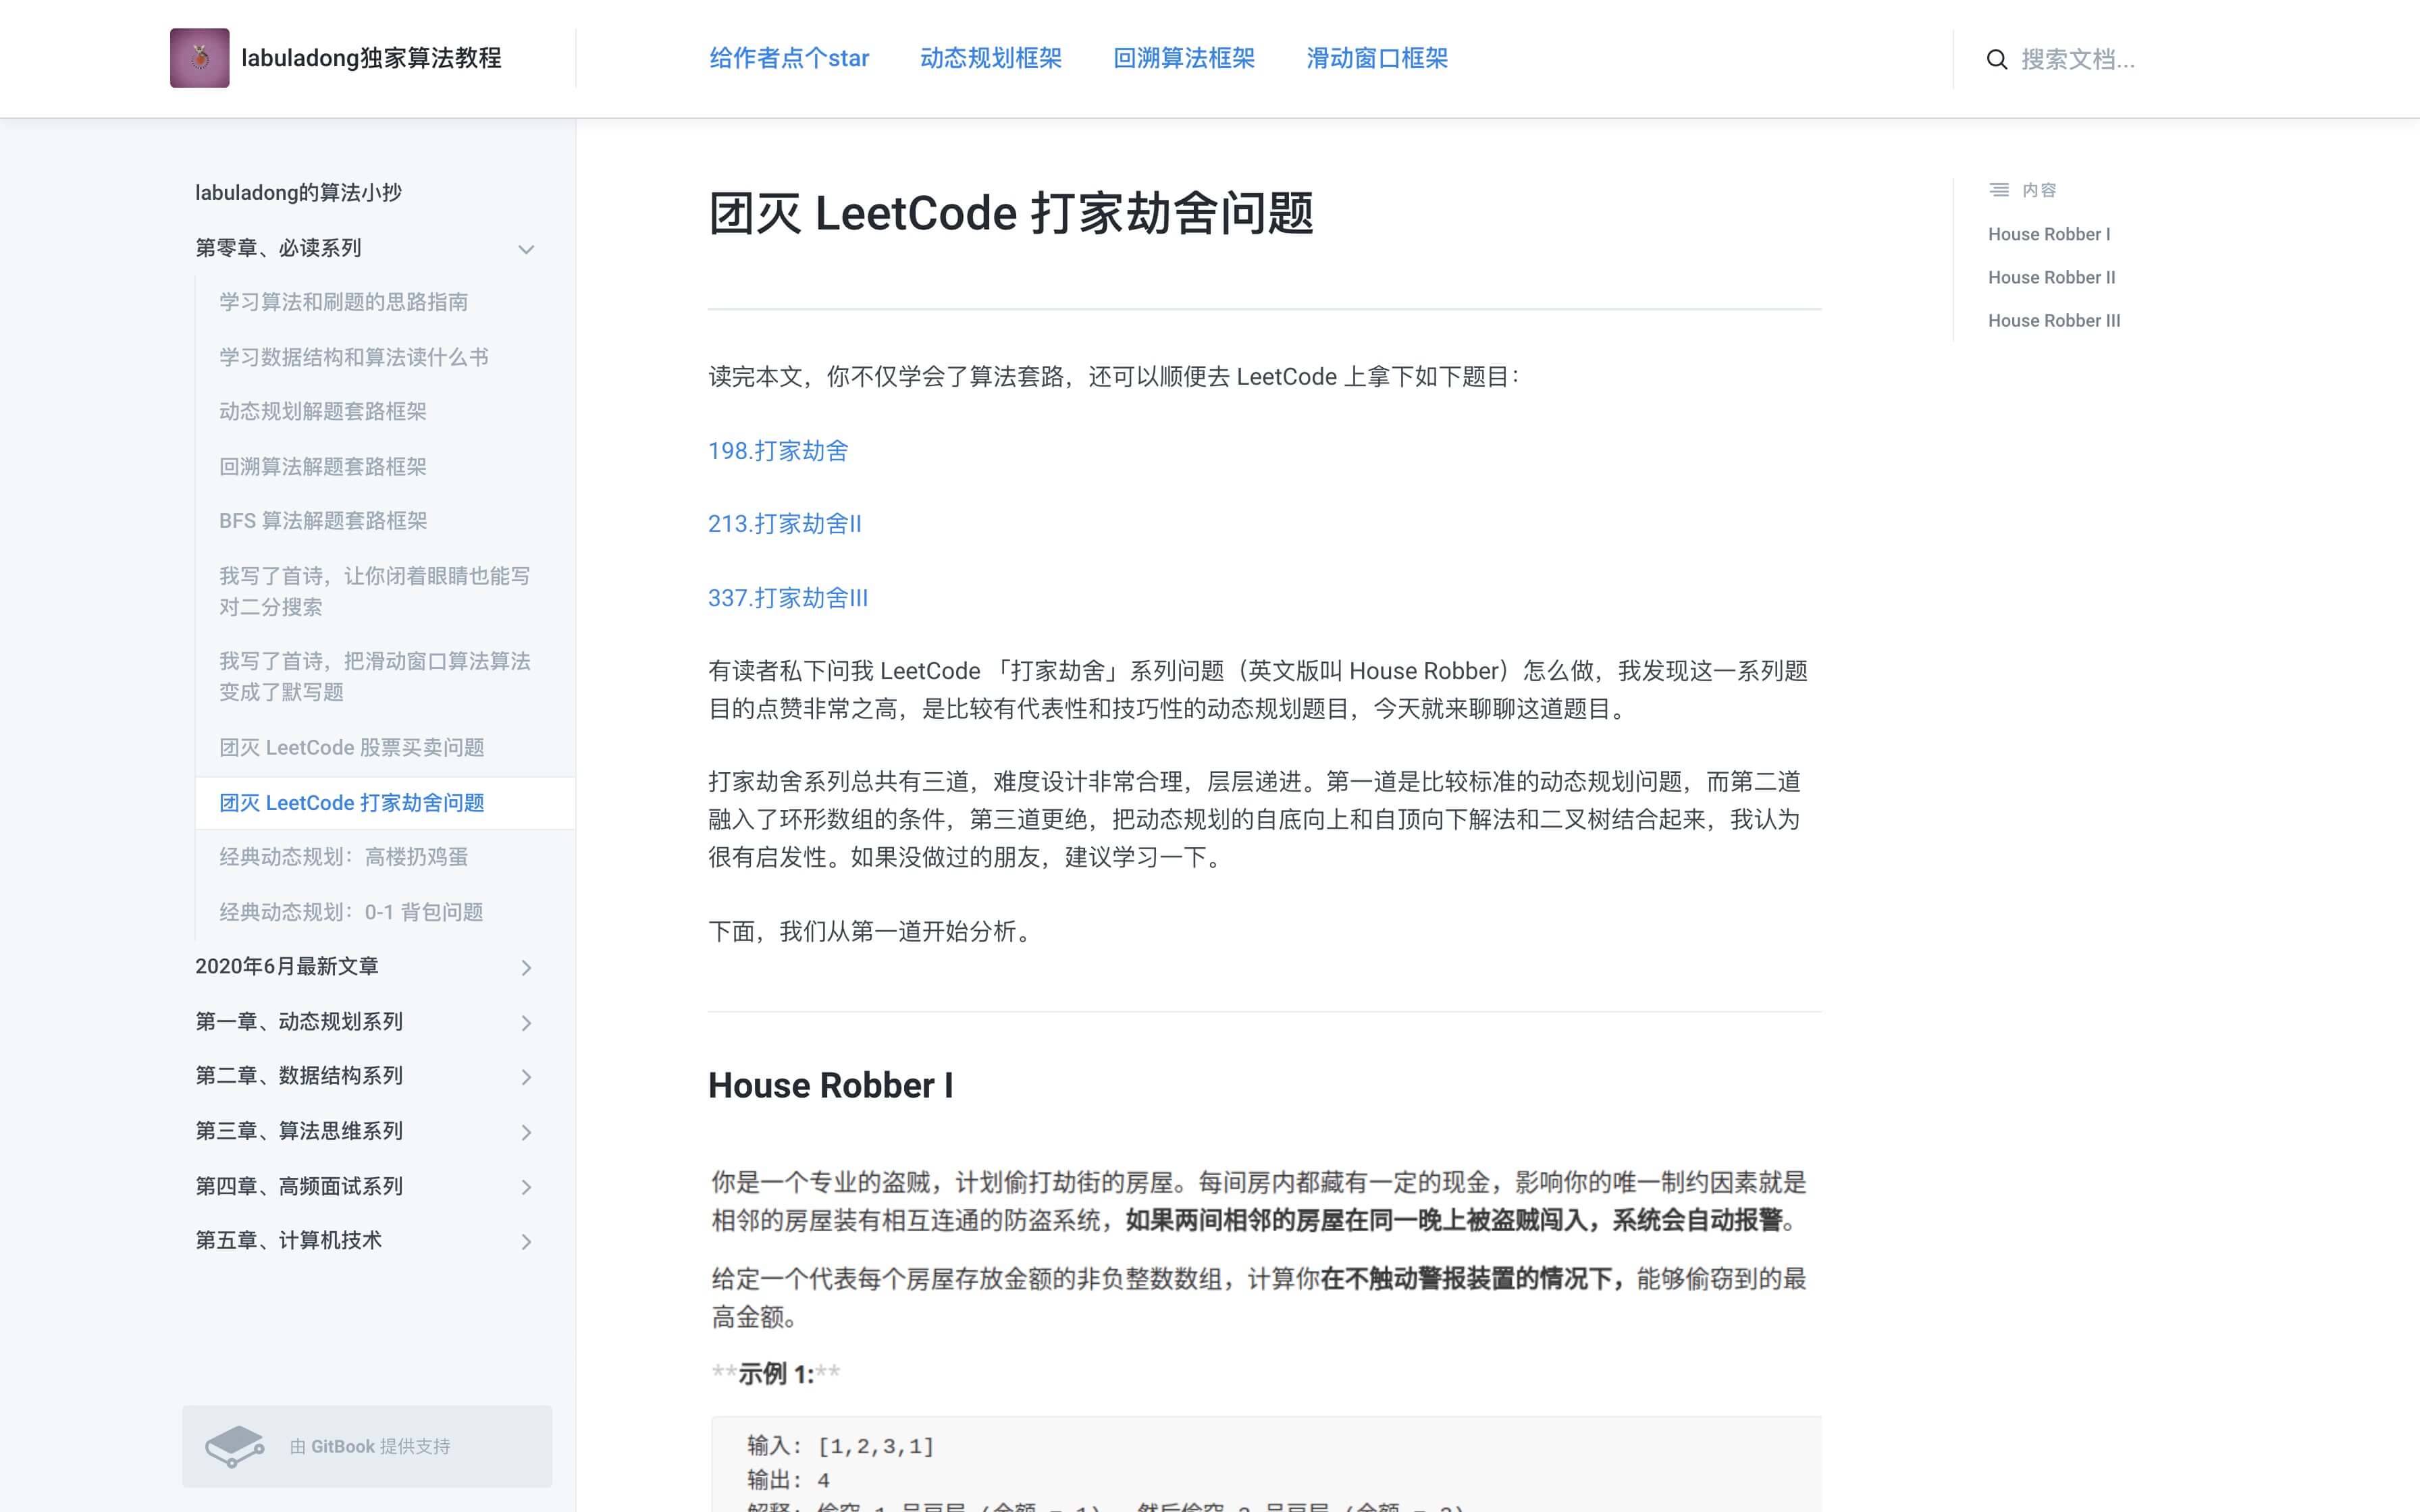 labuladong独家算法教程
给作者点个star 动态规划框架 回溯算法框架 滑动窗口框架
搜索文档...
labuladong的算法小抄
第零章、必读系列
学习算法和刷题的思路指南
学习数据结构和算法读什么书
动态规划解题套路框架
回溯算法解题套路框架
BFS 算法解题套路框架
我写了首诗，让你闭着眼睛也能写
对二分搜索
我写了首诗，把滑动窗口算法算法
变成了默写题
团灭 LeetCode 股票买卖问题
团灭 LeetCode 打家劫舍问题
经典动态规划：高楼扔鸡蛋
经典动态规划：0-1 背包问题
2020年6月最新文章
第一章、动态规划系列
第二章、数据结构系列
第三章、算法思维系列
第四章、高频面试系列
第五章、计算机技术
由 GitBook 提供支持
团灭 LeetCode 打家劫舍问题
读完本文，你不仅学会了算法套路，还可以顺便去 LeetCode 上拿下如下题目：
198.打家劫舍
213.打家劫舍II
337.打家劫舍III
有读者私下问我 LeetCode 「打家劫舍」系列问题（英文版叫 House Robber）怎么做，我发现这一系列题
目的点赞非常之高，是比较有代表性和技巧性的动态规划题目，今天就来聊聊这道题目。
打家劫舍系列总共有三道，难度设计非常合理，层层递进。第一道是比较标准的动态规划问题，而第二道
融入了环形数组的条件，第三道更绝，把动态规划的自底向上和自顶向下解法和二叉树结合起来，我认为
很有启发性。如果没做过的朋友，建议学习一下。
下面，我们从第一道开始分析。
House Robber I
你是一个专业的盗贼，计划偷打劫街的房屋。每间房内都藏有一定的现金，影响你的唯一制约因素就是
相邻的房屋装有相互连通的防盗系统，如果两间相邻的房屋在同一晚上被盗贼闯入，系统会自动报警。
给定一个代表每个房屋存放金额的非负整数数组，计算你在不触动警报装置的情况下，能够偷窃到的最
高金额。
**示例 1:**
输入: [1,2,3,1]
输出: 4
内容
House Robber I
House Robber II
House Robber III